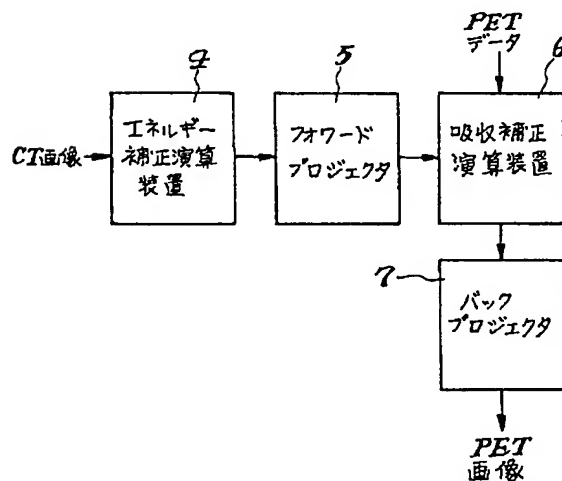 4
エネルギー
補正演算
装置
CT画像
5
フォワード
プロジェクタ
PET
データ
6
吸収補正
演算装置
7
バック
プロジェクタ
PET
画像